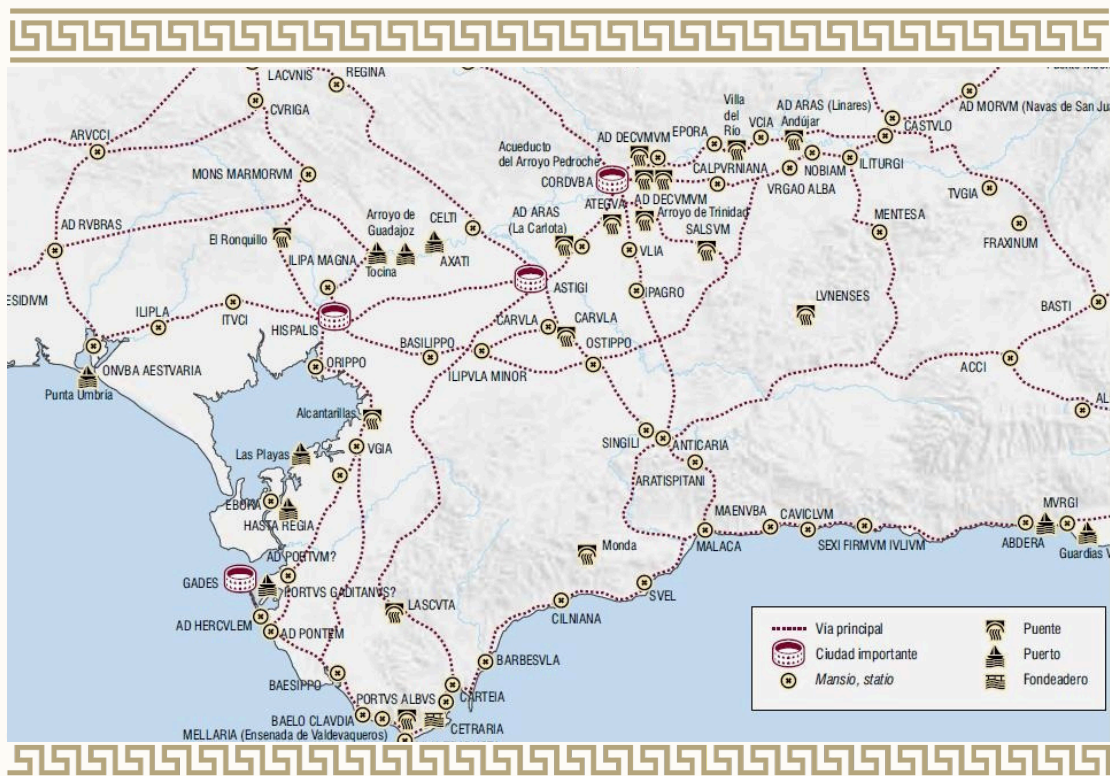 LACVNIS
REGINA
CVRIGA
ARVCCI
MONS MARMORVM
AD RVBRAS
El Ronquillo
ILIPA MAGNA
Arroyo de
Guadajoz
Tocina
CELTI
AXATI
AD ARAS
(La Carlota)
Acueducto
del Arroyo Pedroche
CORDVBA
AD DECVMVM
EPORA
Villa
del
Río
VCIA
AD ARAS (Linares)
Andújar
AD MORVM (Navas de San Jua
CASTVLO
ILITURGI
NOBIAM
VRGAO ALBA
CALPVRNIANA
ATEGVA
AD DECVMVM
Arroyo de Trinidad
SALSVM
VLIA
IPAGRO
TVGIA
MENTESA
FRAXINUM
BASTI
LVNENSES
ACCI
AL
ESIDIVM
ILIPLA
ITVCI
HISPALIS
ASTIGI
CARVLA
CARVLA
BASILIPPO
OSTIPPO
ILIPVLA MINOR
ORIPPO
ONVBA AESTVARIA
Punta Umbría
Alcantarillas
Las Playas
VGIA
EBORA
HASTA REGIA
SINGILI
ANTICARIA
ARATISPITANI
MAENVBA
CAVICLVM
MALACA
SEXI FIRMVM IVLIVM
MVRGI
ABDERA
Guardias V
AD PORTVM?
GADES
PORTVS GADITANVS?
Monda
LASCVTA
SVEL
CILNIANA
AD HERCVLEM
AD PONTEM
BARBESVLA
BAESIPPO
PORTVS ALBVS
CARTEIA
BAELO CLAVDIA
CETRARIA
MELLARIA (Ensenada de Valdevaqueros)
Vía principal
Ciudad importante
Mansio, statio
Puente
Puerto
Fondeadero